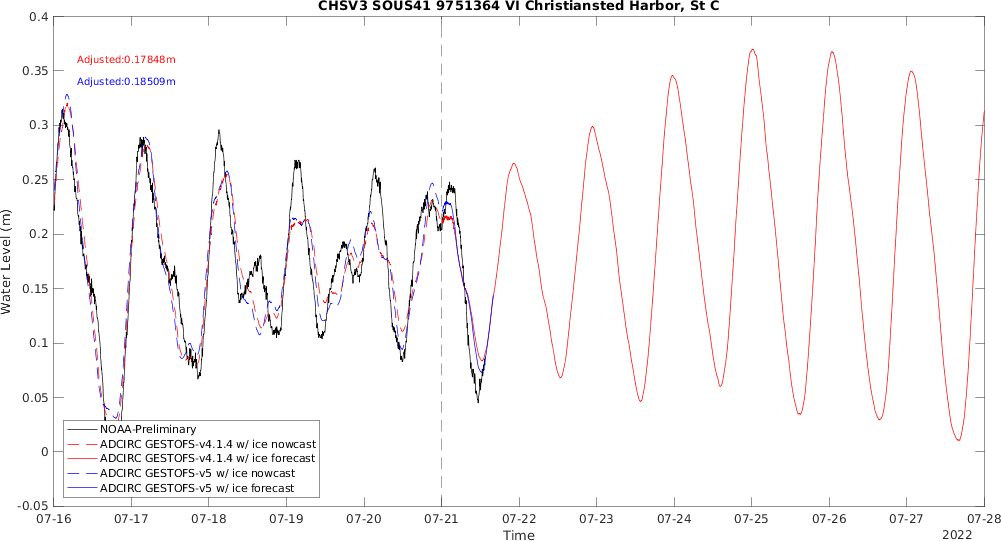 CHSV3 SOUS41 9751364 VI Christiansted Harbor, St C
0.4
0.35
0.3
0.25
0.2
0.15
0.1
0.05
0
-0.05
Water Level (m)
Adjusted:0.17848m
Adjusted:0.18509m
NOAA-Preliminary
ADCIRC GESTOFS-v4.1.4 w/ ice nowcast
ADCIRC GESTOFS-v4.1.4 w/ ice forecast
ADCIRC GESTOFS-v5 w/ ice nowcast
ADCIRC GESTOFS-v5 w/ ice forecast
07-16 07-17 07-18 07-19 07-20 07-21 07-22 07-23 07-24 07-25 07-26 07-27 07-28
Time
2022